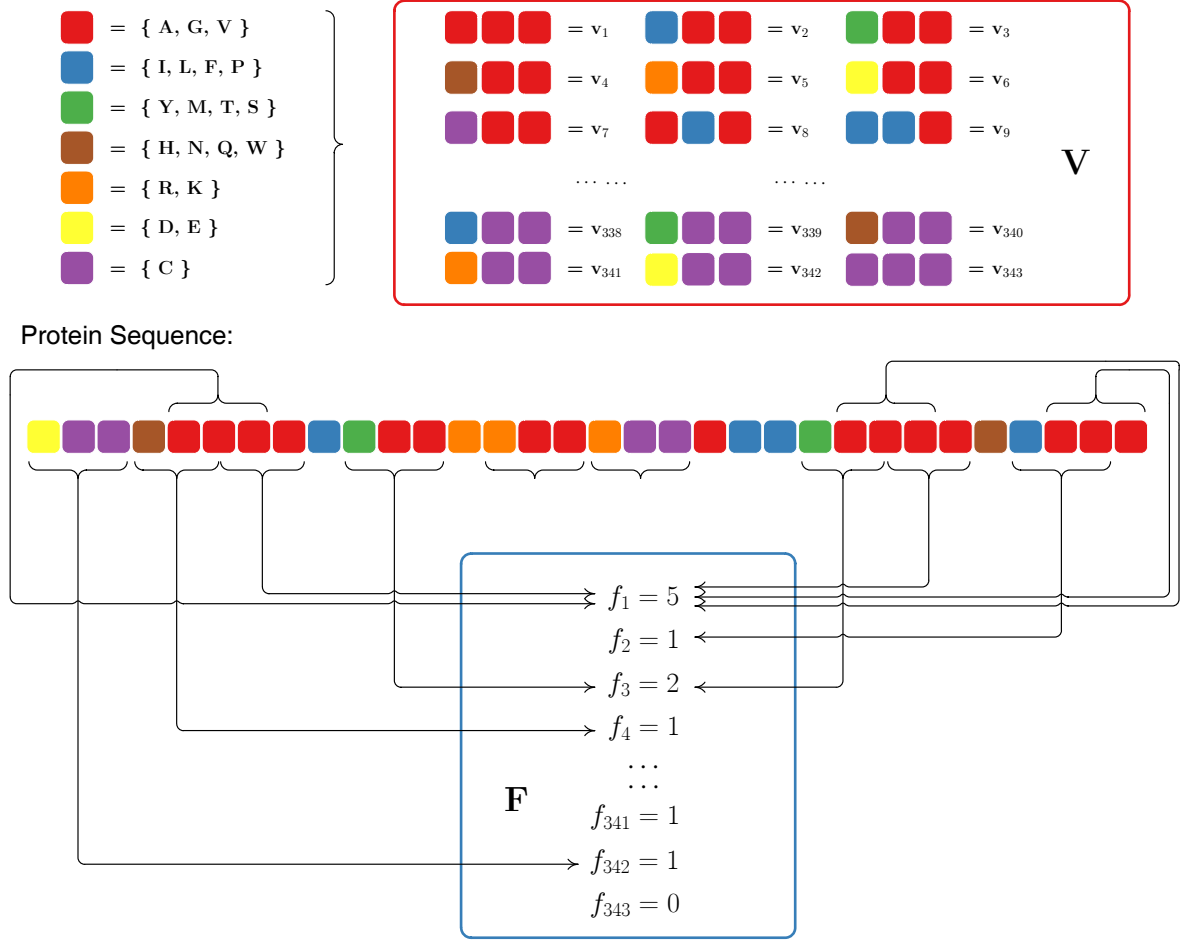 = { A, G, V }
= { I, L, F, P }
= { Y, M, T, S }
= { H, N, Q, W }
= { R, K }
= { D, E }
= { C }
= v₁ = v₂ = v₃
= v₄ = v₅ = v₆
= v₇ = v₈ = v₉
... ... ... ...
= v₃₃₈ = v₃₃₉ = v₃₄₀
= v₃₄₁ = v₃₄₂ = v₃₄₃
V
Protein Sequence:
f₁ = 5
f₂ = 1
f₃ = 2
f₄ = 1
...
...
F
f₃₄₁ = 1
f₃₄₂ = 1
f₃₄₃ = 0